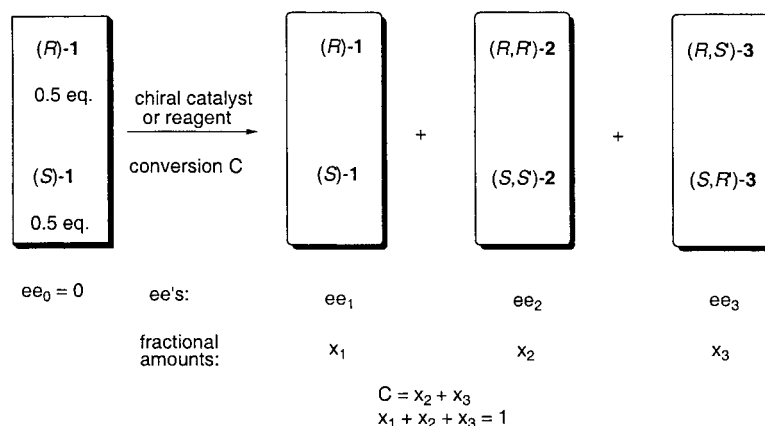 (R)-1
0.5 eq.
(S)-1
0.5 eq.
chiral catalyst
or reagent
conversion C
(R)-1
(S)-1
+
(R,R')-2
(S,S')-2
+
(R,S')-3
(S,R')-3
ee₀ = 0
ee's:
ee₁
ee₂
ee₃
fractional
amounts:
x₁
x₂
x₃
C = x₂ + x₃
x₁ + x₂ + x₃ = 1